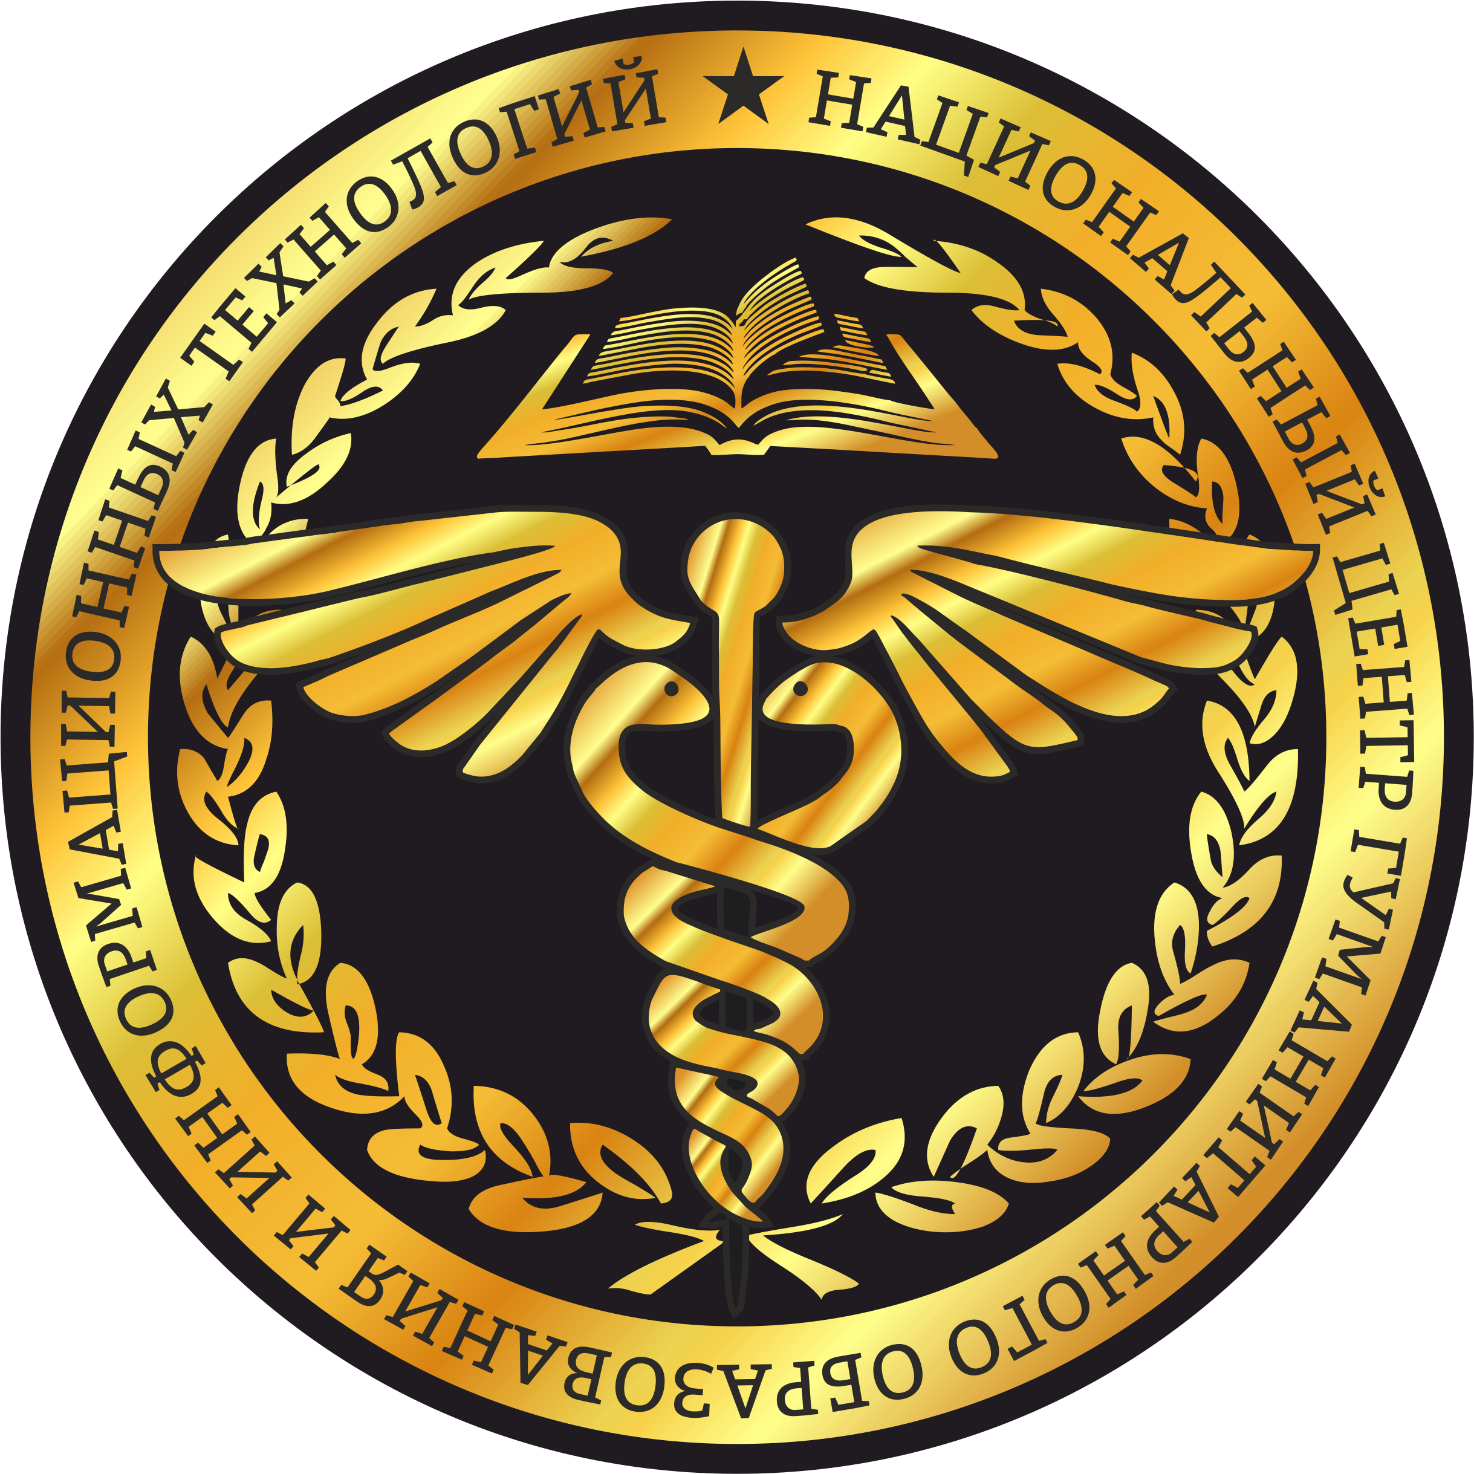 НАЦИОНАЛЬНЫЙ ЦЕНТР ГУМАНИТАРНОГО ОБРАЗОВАНИЯ И ИНФОРМАЦИОННЫХ ТЕХНОЛОГИЙ